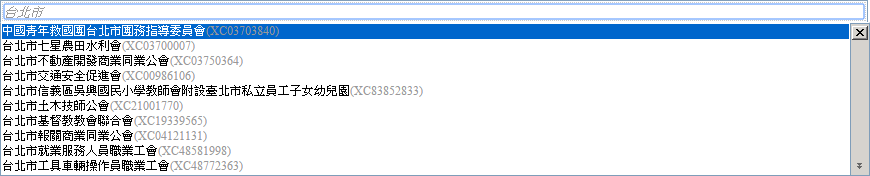 台北市
中國青年救國團台北市團務指導委員會(XC03703840)
台北市七星農田水利會(XC03700007)
台北市不動產開發商業同業公會(XC03750364)
台北市交通安全促進會(XC00986106)
台北市信義區吳興國民小學教師會附設臺北市私立員工子女幼兒園(XC83852833)
台北市土木技師公會(XC21001770)
台北市基督教教會聯合會(XC19339565)
台北市報關商業同業公會(XC04121131)
台北市就業服務人員職業工會(XC48581998)
台北市工具車輛操作員職業工會(XC48772363)